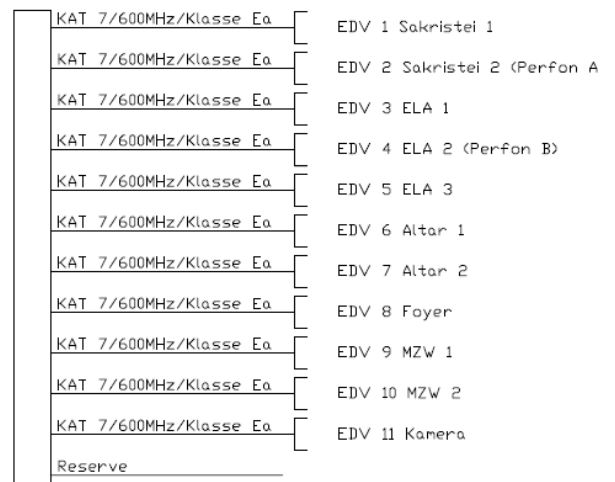 KAT 7/600MHz/Klasse Ea EDV 1 Sakristei 1
KAT 7/600MHz/Klasse Ea EDV 2 Sakristei 2 (Perfon A
KAT 7/600MHz/Klasse Ea EDV 3 ELA 1
KAT 7/600MHz/Klasse Ea EDV 4 ELA 2 (Perfon B)
KAT 7/600MHz/Klasse Ea EDV 5 ELA 3
KAT 7/600MHz/Klasse Ea EDV 6 Altar 1
KAT 7/600MHz/Klasse Ea EDV 7 Altar 2
KAT 7/600MHz/Klasse Ea EDV 8 Foyer
KAT 7/600MHz/Klasse Ea EDV 9 MZW 1
KAT 7/600MHz/Klasse Ea EDV 10 MZW 2
KAT 7/600MHz/Klasse Ea EDV 11 Kamera
Reserve